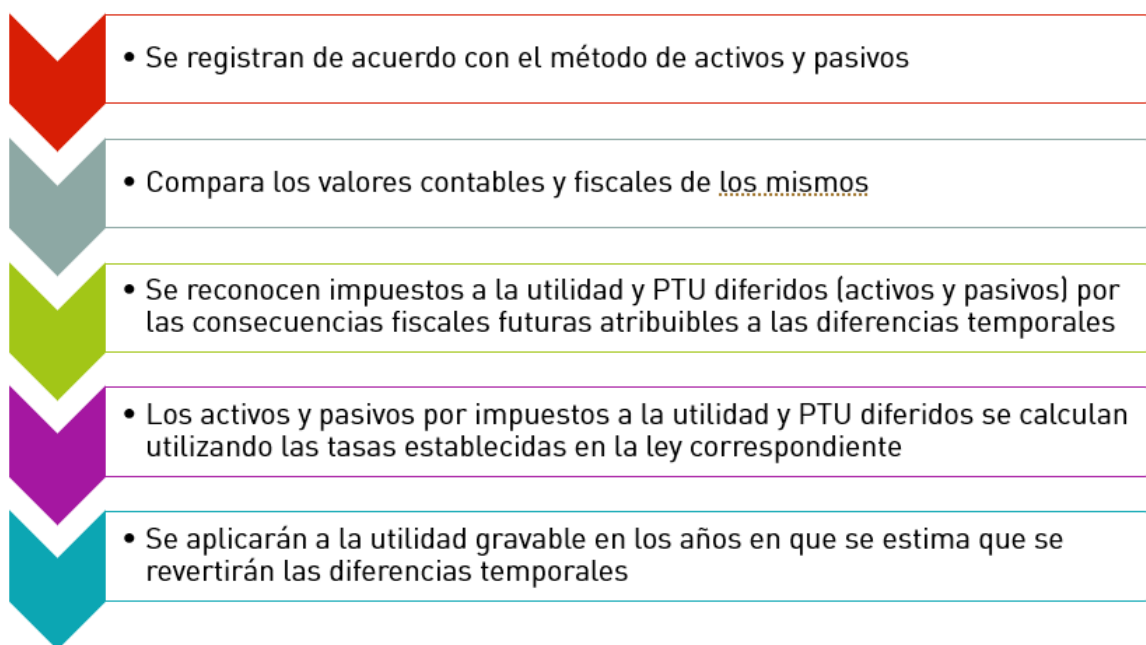 • Se registran de acuerdo con el método de activos y pasivos
• Compara los valores contables y fiscales de los mismos
• Se reconocen impuestos a la utilidad y PTU diferidos (activos y pasivos) por
las consecuencias fiscales futuras atribuibles a las diferencias temporales
• Los activos y pasivos por impuestos a la utilidad y PTU diferidos se calculan
utilizando las tasas establecidas en la ley correspondiente
• Se aplicarán a la utilidad gravable en los años en que se estima que se
revertirán las diferencias temporales